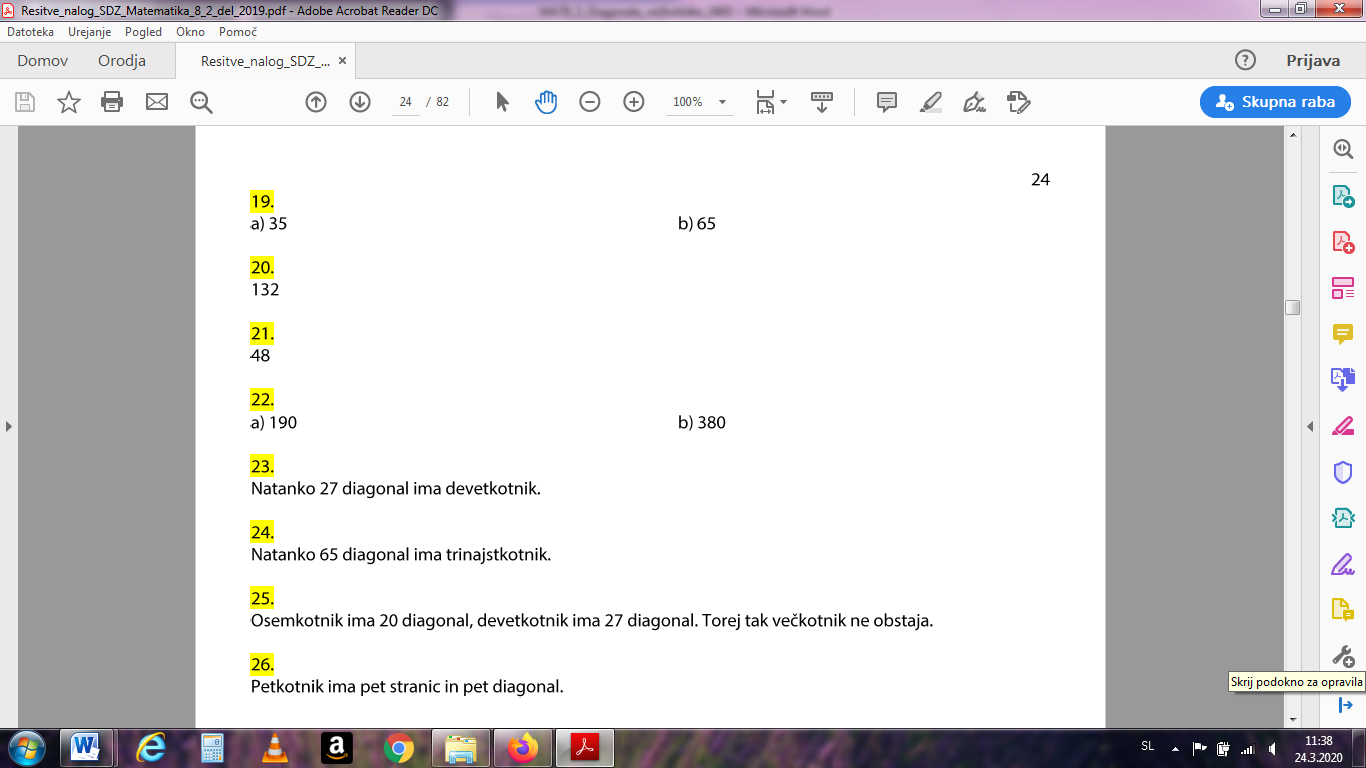 Resitve_nalog_SDZ_Matematika_8_2_del_2019.pdf - Adobe Acrobat Reader DC
Datoteka Urejanje Pogled Okno Pomoč
Domov Orodja Resitve_nalog_SDZ_... × Prijava
24 / 82 100% Skupna raba
24
19.
a) 35 b) 65
20.
132
21.
48
22.
a) 190 b) 380
23.
Natanko 27 diagonal ima devetkotnik.
24.
Natanko 65 diagonal ima trinajstkotnik.
25.
Osemkotnik ima 20 diagonal, devetkotnik ima 27 diagonal. Torej tak večkotnik ne obstaja.
26.
Petkotnik ima pet stranic in pet diagonal.
Skrij podokno za opravila
SL 11:38
24.3.2020